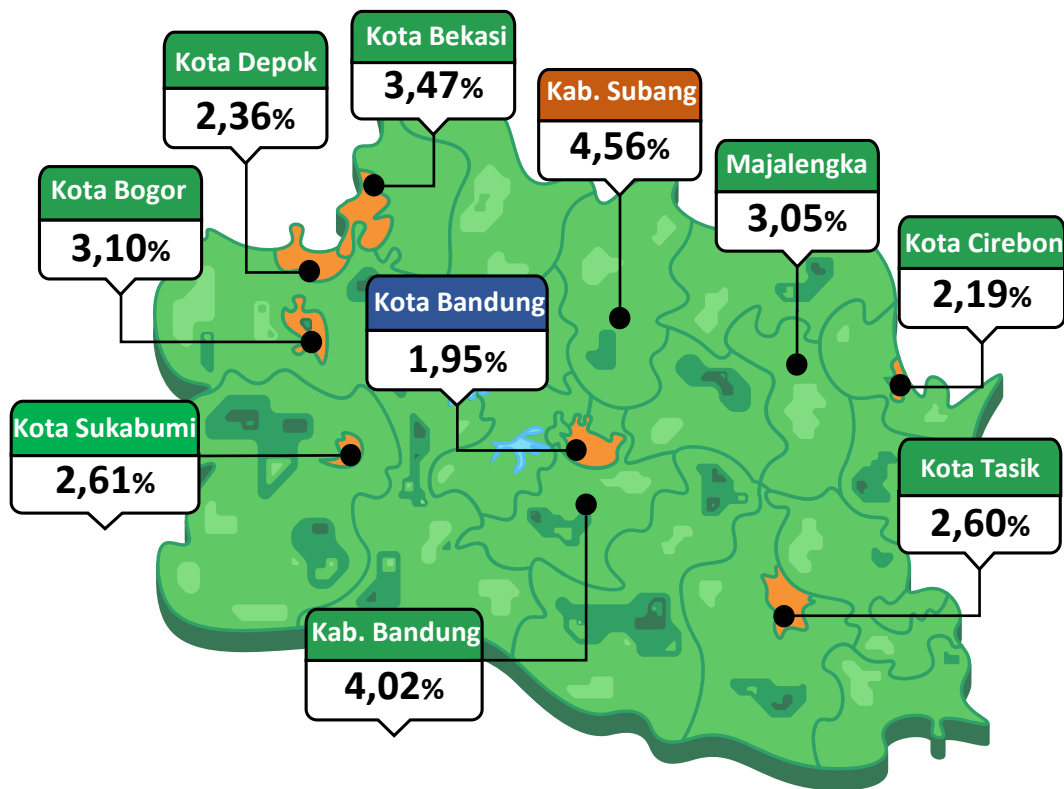 Kota Bekasi
3,47%
Kota Depok
2,36%
Kab. Subang
4,56%
Majalengka
3,05%
Kota Bogor
3,10%
Kota Cirebon
2,19%
Kota Bandung
1,95%
Kota Sukabumi
2,61%
Kota Tasik
2,60%
Kab. Bandung
4,02%